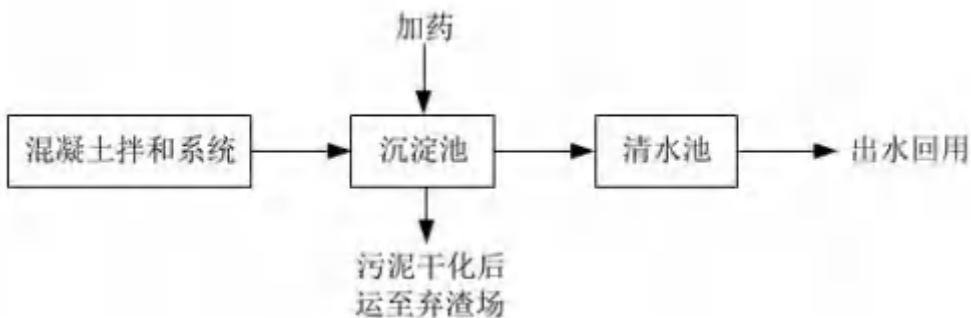 加药
混凝土拌和系统
沉淀池
清水池
出水回用
污泥干化后
运至弃渣场